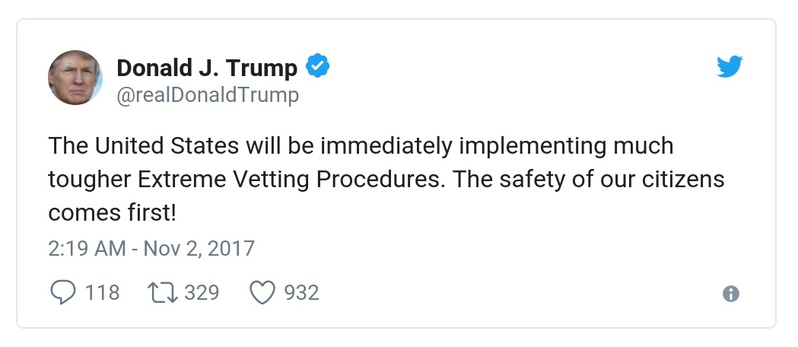 Donald J. Trump
@realDonaldTrump
The United States will be immediately implementing much
tougher Extreme Vetting Procedures. The safety of our citizens
comes first!
2:19 AM - Nov 2, 2017
118 329 932